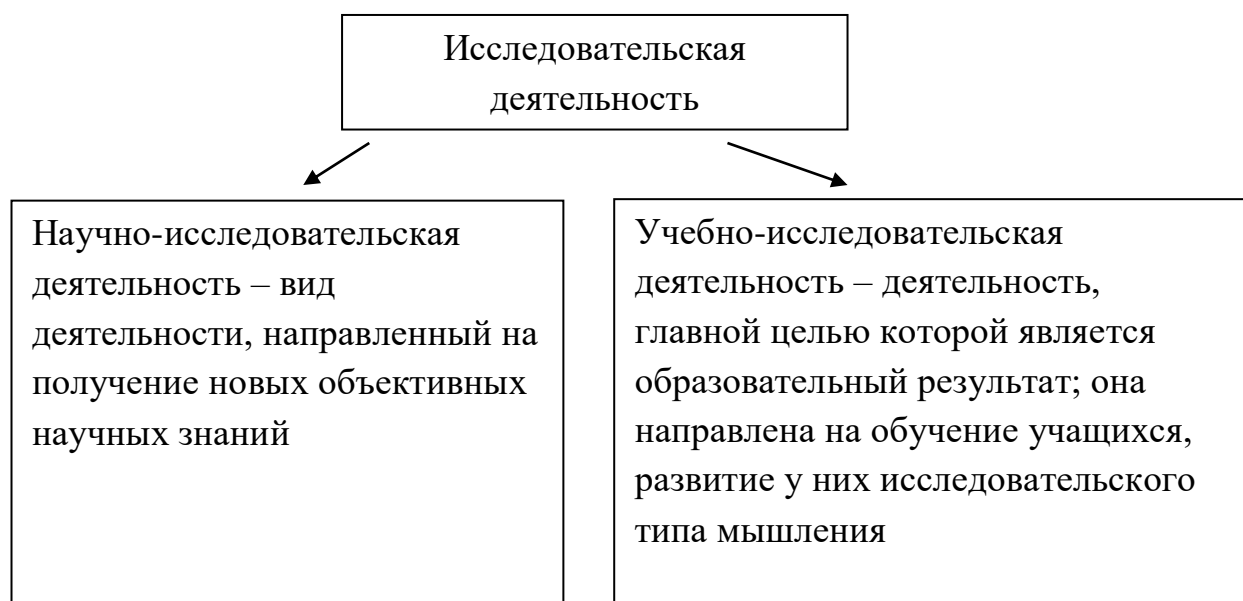 Исследовательская
деятельность
Научно-исследовательская
деятельность – вид
деятельности, направленный на
получение новых объективных
научных знаний
Учебно-исследовательская
деятельность – деятельность,
главной целью которой является
образовательный результат; она
направлена на обучение учащихся,
развитие у них исследовательского
типа мышления